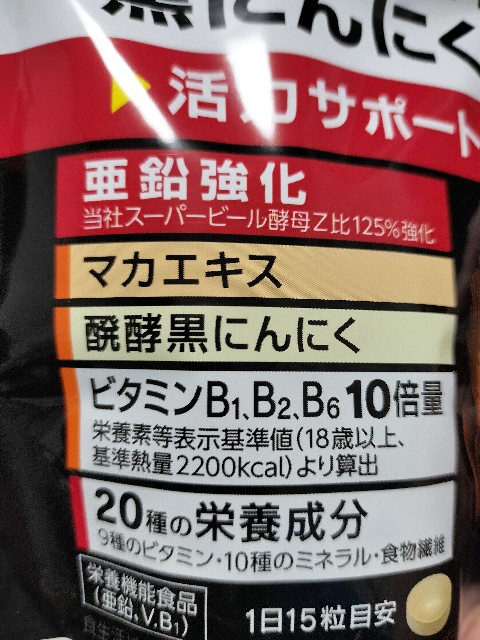 黒にんにく
活力サポート
亜鉛強化
当社スーパービール酵母Z比125%強化
マカエキス
醗酵黒にんにく
ビタミンB1、B2、B6 10倍量
栄養素等表示基準値(18歳以上、
基準熱量2200kcal)より算出
20種の栄養成分
9種のビタミン・10種のミネラル・食物繊維
栄養機能食品
(亜鉛、V.B1)
1日15粒目安